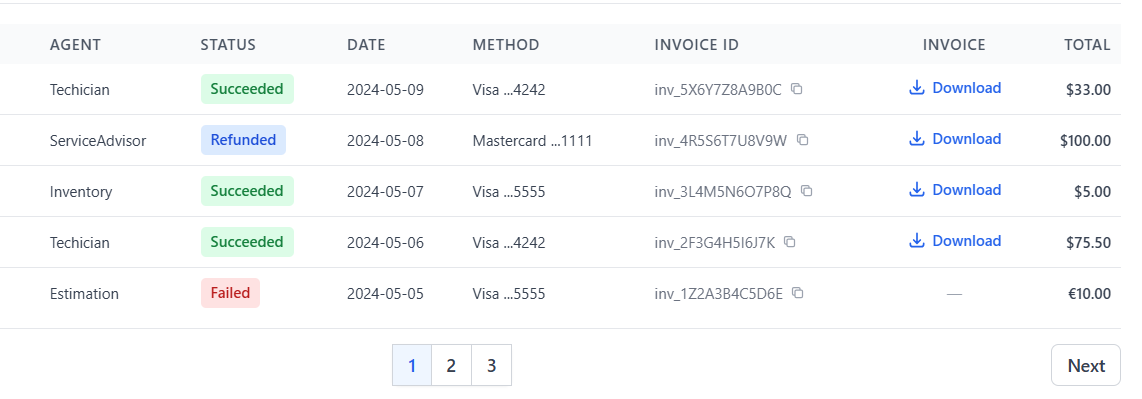 AGENT STATUS DATE METHOD INVOICE ID INVOICE TOTAL
Techician Succeeded 2024-05-09 Visa ...4242 inv_5X6Y7Z8A9B0C Download $33.00
ServiceAdvisor Refunded 2024-05-08 Mastercard ...1111 inv_4R5S6T7U8V9W Download $100.00
Inventory Succeeded 2024-05-07 Visa ...5555 inv_3L4M5N6O7P8Q Download $5.00
Techician Succeeded 2024-05-06 Visa ...4242 inv_2F3G4H5I6J7K Download $75.50
Estimation Failed 2024-05-05 Visa ...5555 inv_1Z2A3B4C5D6E — €10.00
1 2 3 Next